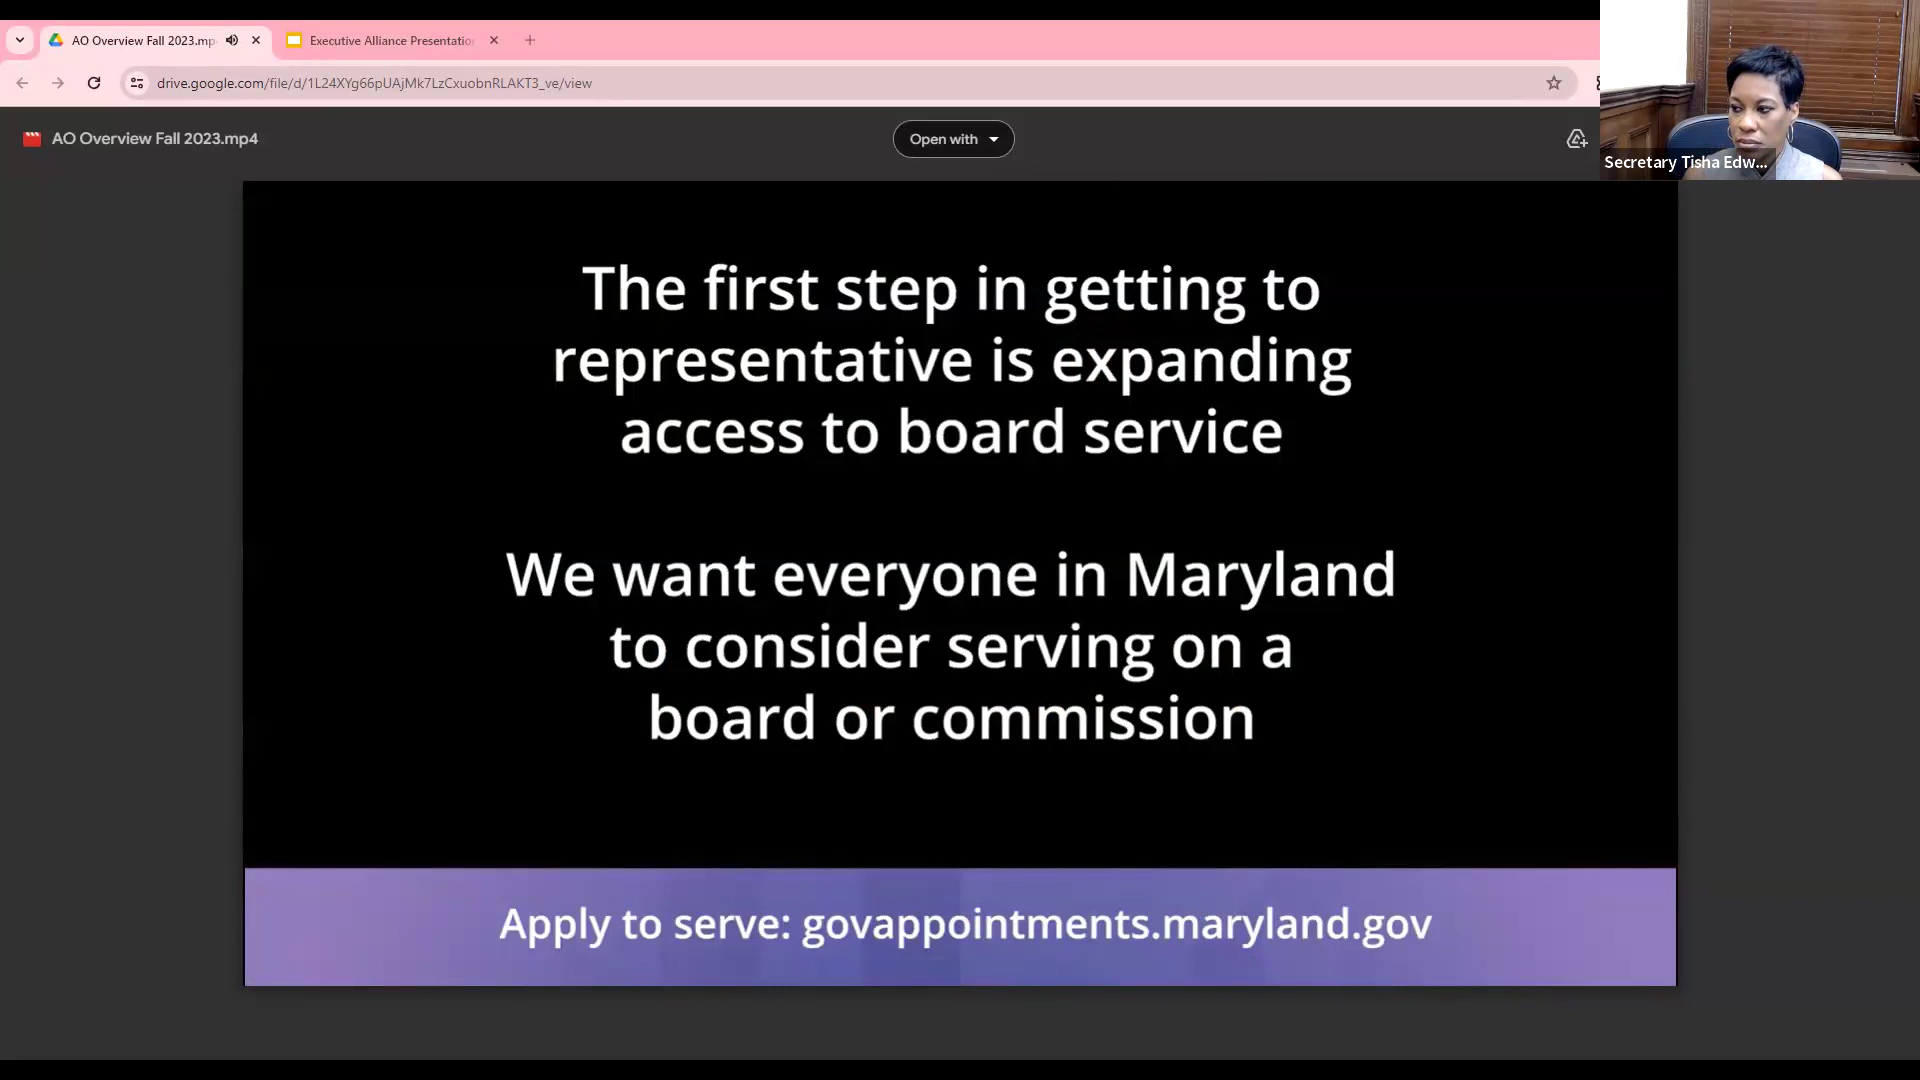 AO Overview Fall 2023.mp
Executive Alliance Presentatio
drive.google.com/file/d/1L24XYg66pUAjMk7LzCxuobnRLAKT3_ve/view
AO Overview Fall 2023.mp4
Open with
Secretary Tisha Edw...
The first step in getting to
representative is expanding
access to board service
We want everyone in Maryland
to consider serving on a
board or commission
Apply to serve: govappointments.maryland.gov